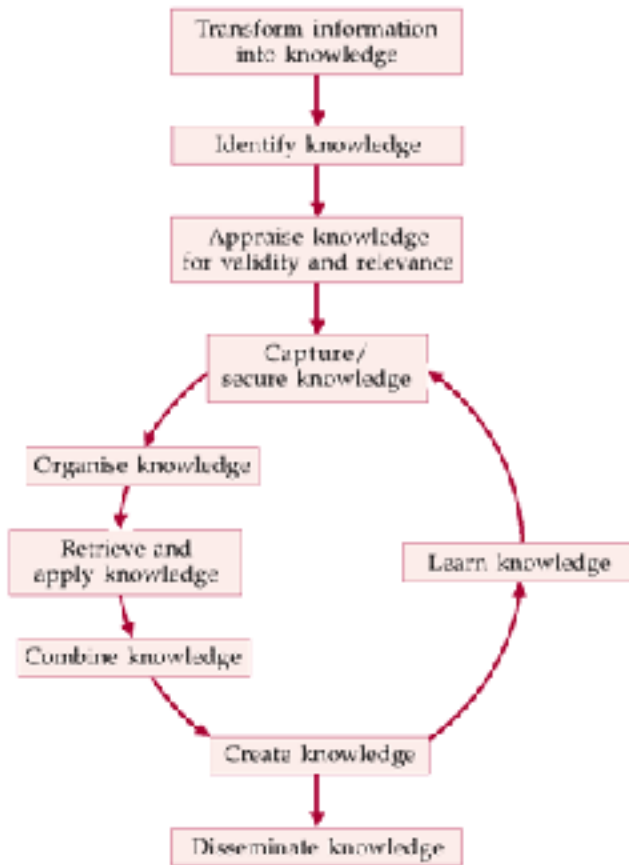 Transform information
into knowledge
Identify knowledge
Appraise knowledge
for validity and relevance
Capture/
secure knowledge
Organise knowledge
Retrieve and
apply knowledge
Learn knowledge
Combine knowledge
Create knowledge
Disseminate knowledge